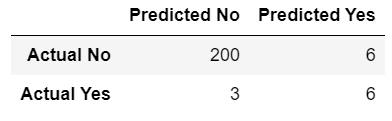 Predicted No Predicted Yes
Actual No 200 6
Actual Yes 3 6